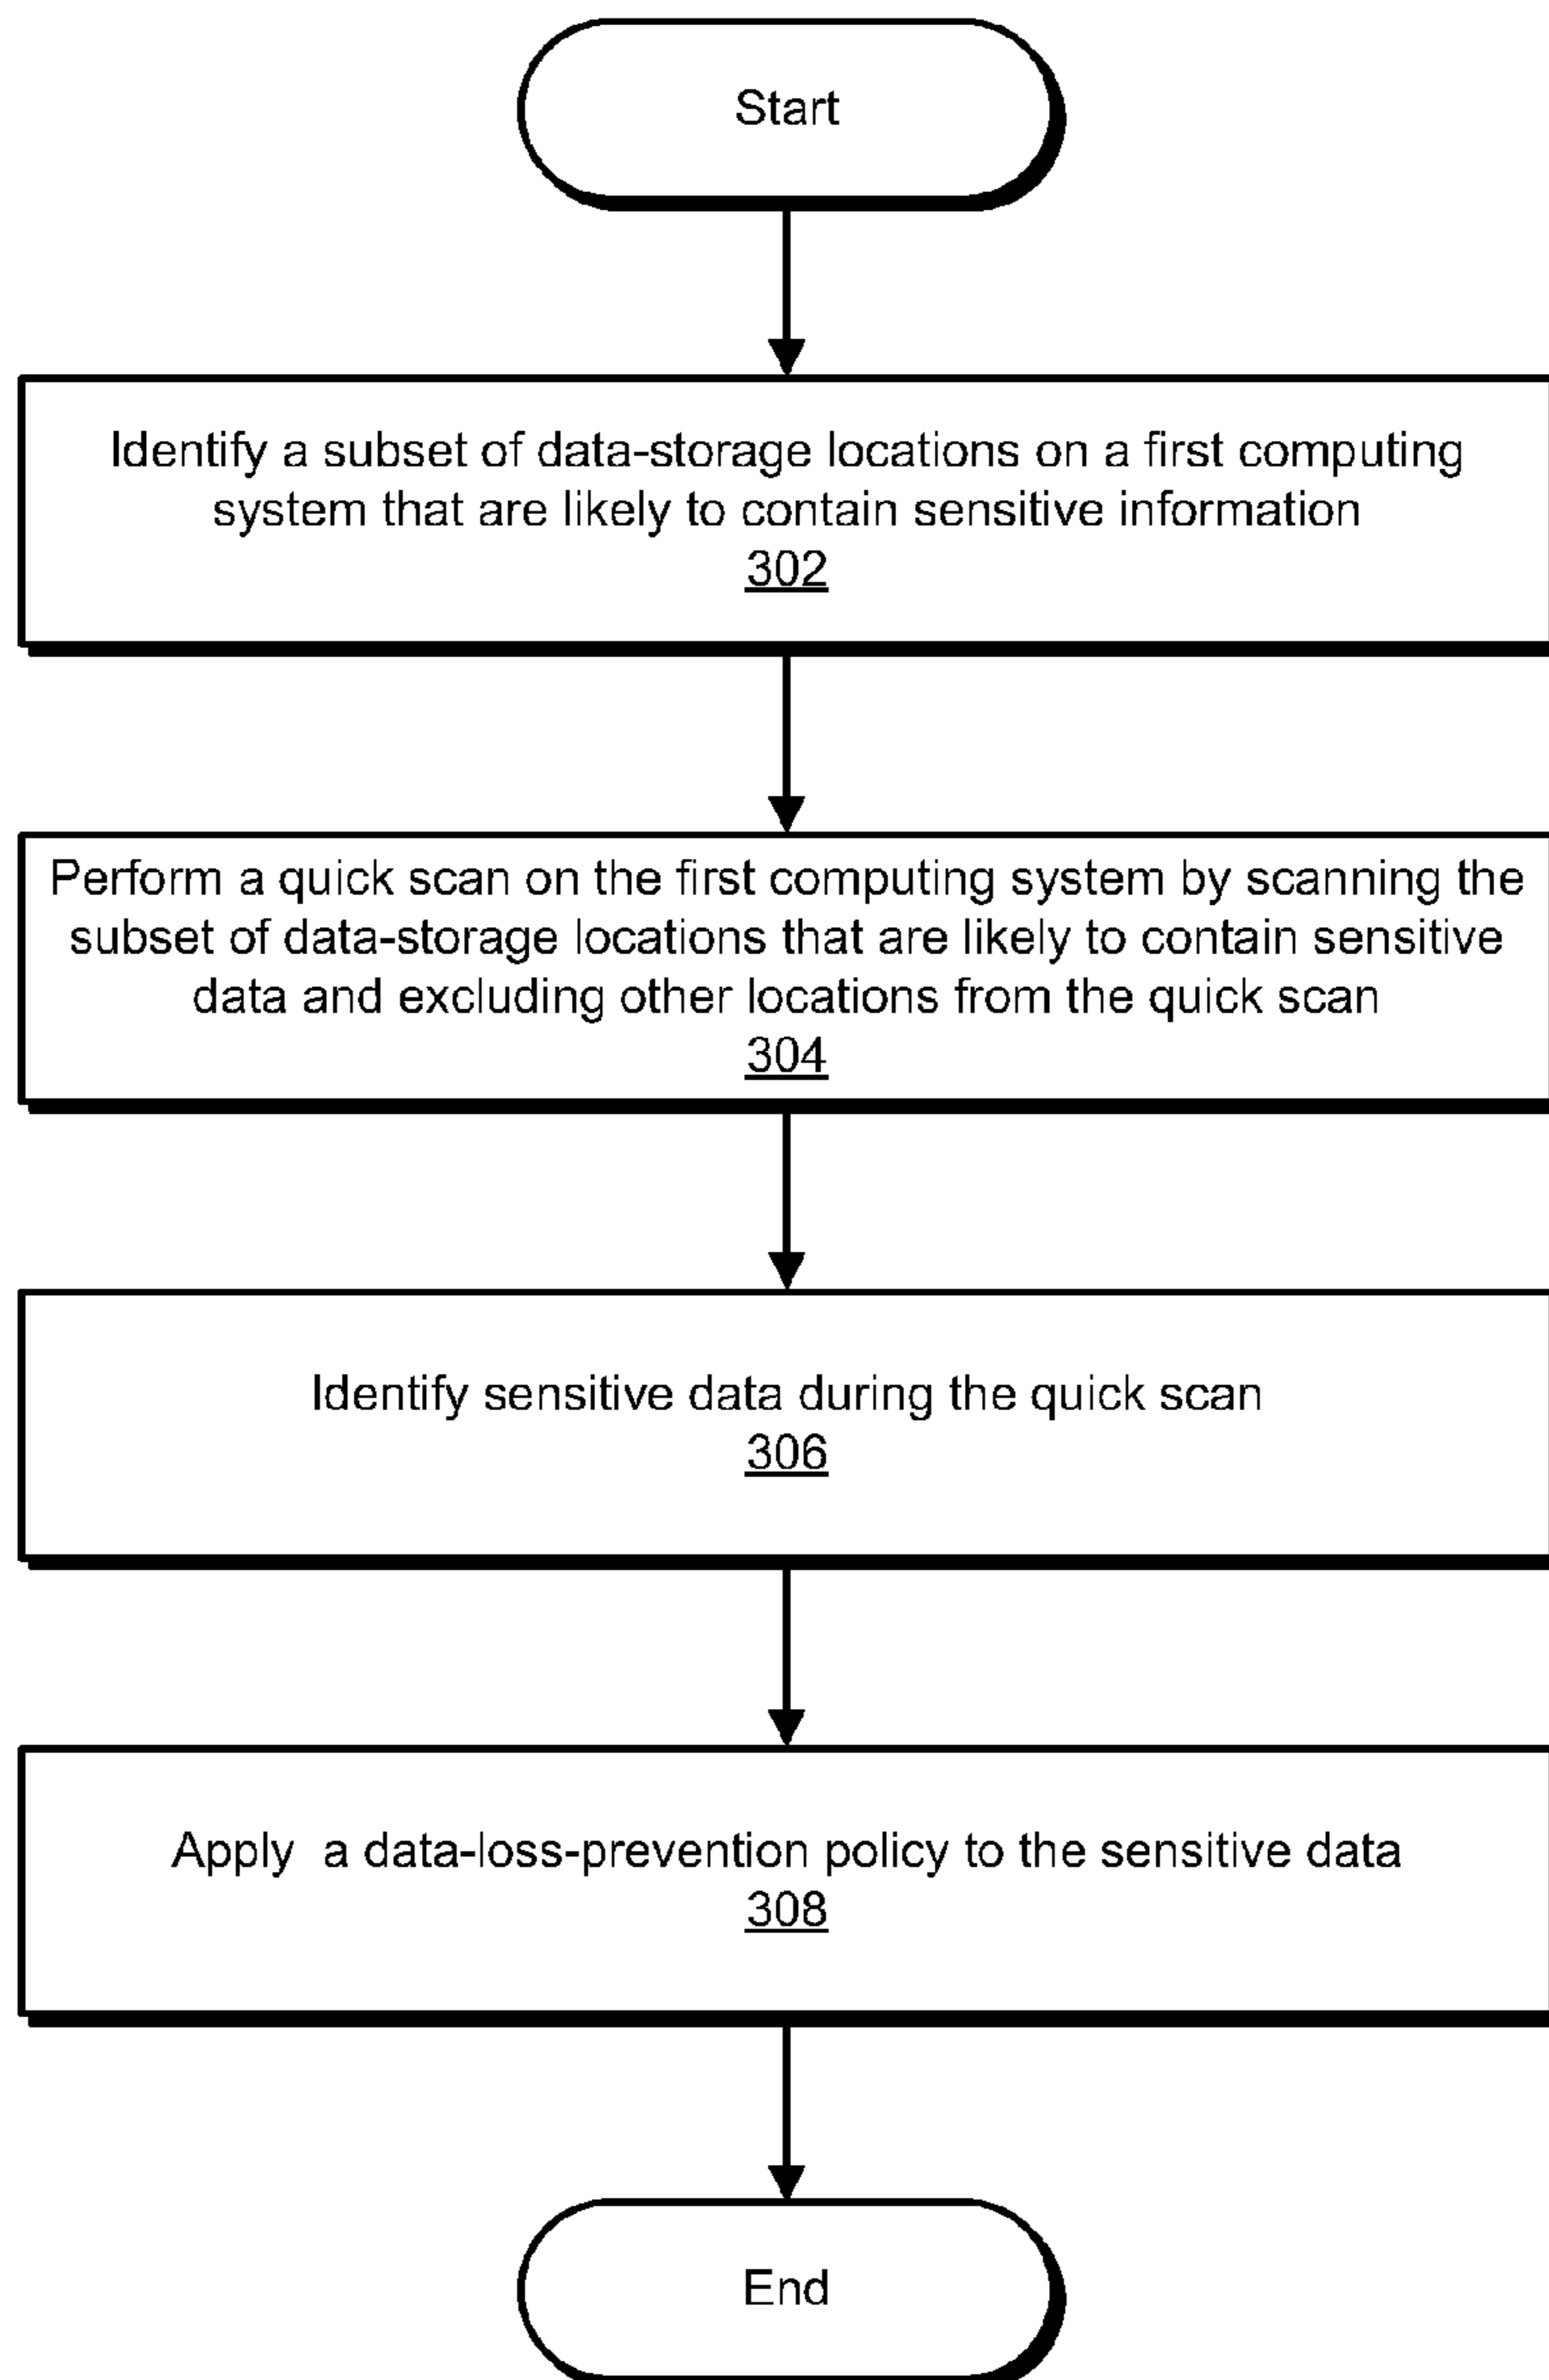 Start
Identify a subset of data-storage locations on a first computing
system that are likely to contain sensitive information
302
Perform a quick scan on the first computing system by scanning the
subset of data-storage locations that are likely to contain sensitive
data and excluding other locations from the quick scan
304
Identify sensitive data during the quick scan
306
Apply  a data-loss-prevention policy to the sensitive data
308
End